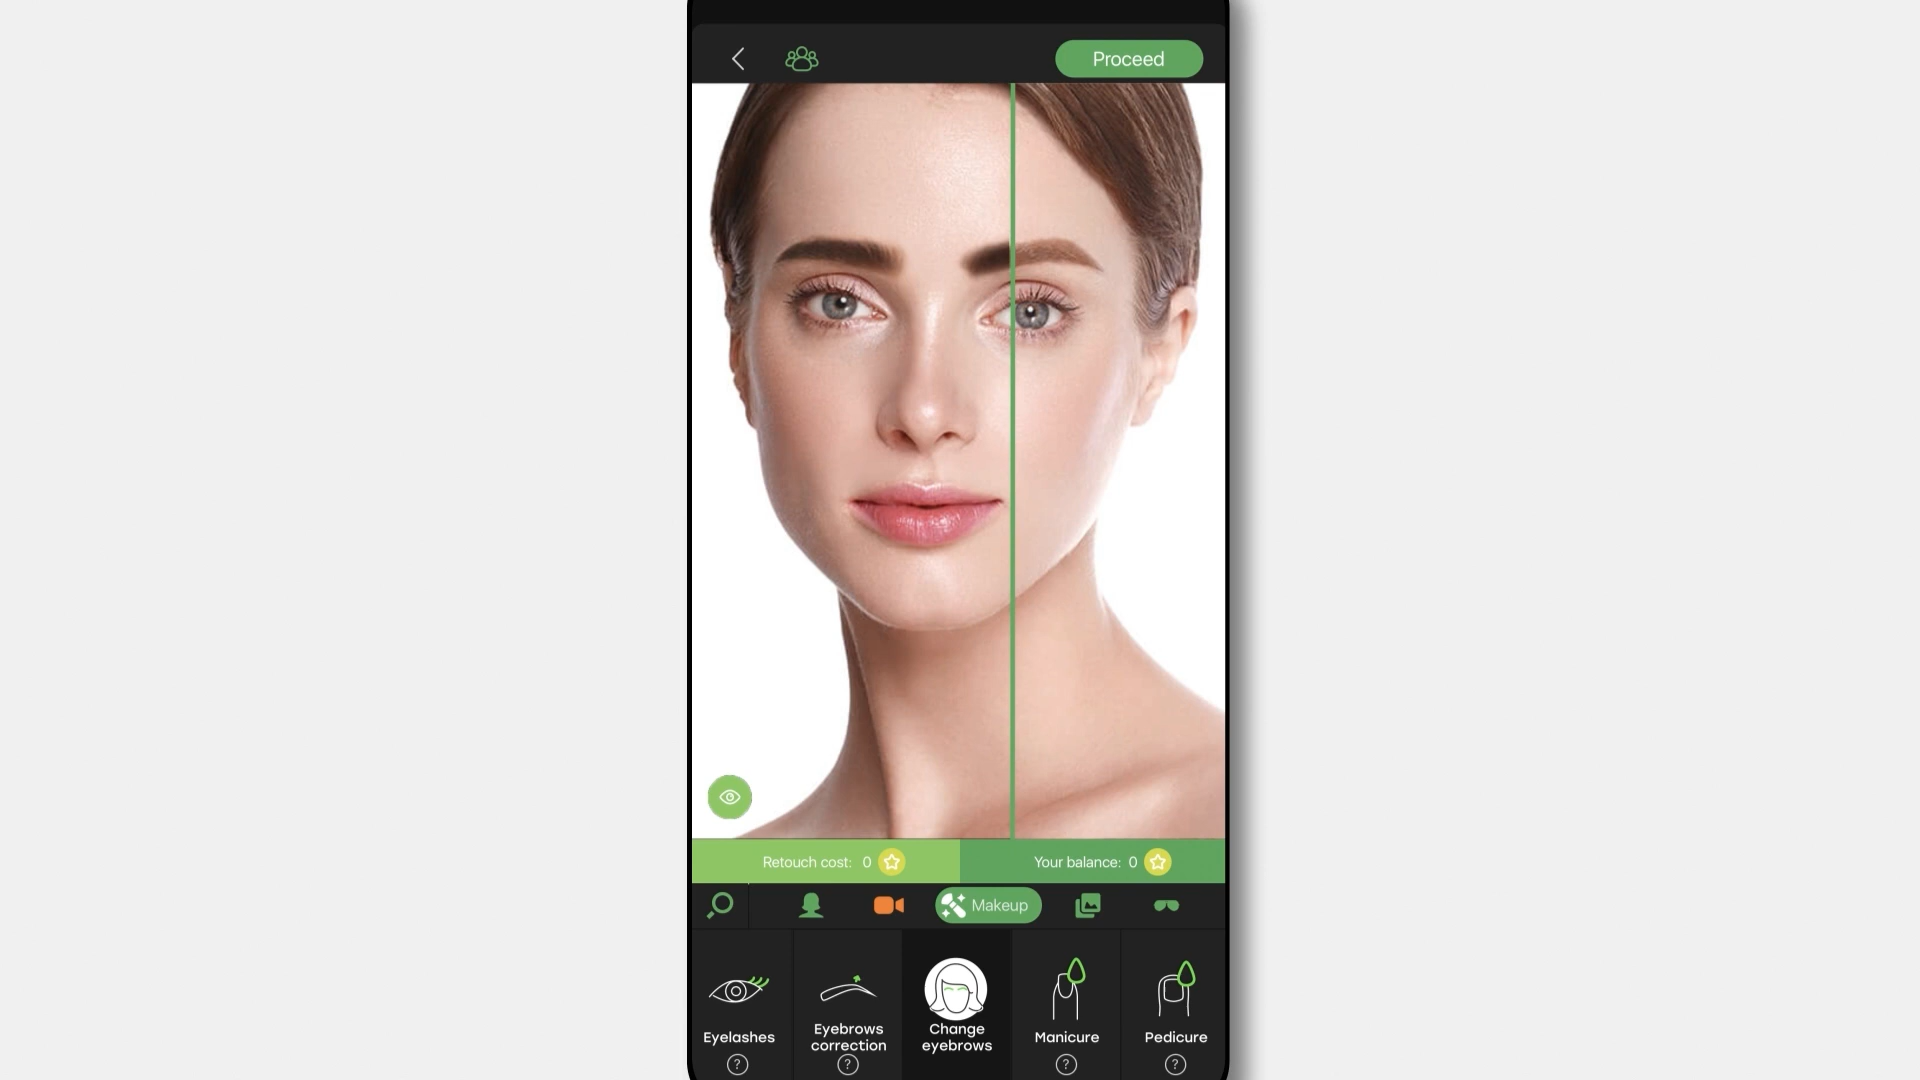 Proceed
Retouch cost: 0
Your balance: 0
Makeup
Eyelashes
?
Eyebrows
correction
?
Change
eyebrows
Manicure
?
Pedicure
?